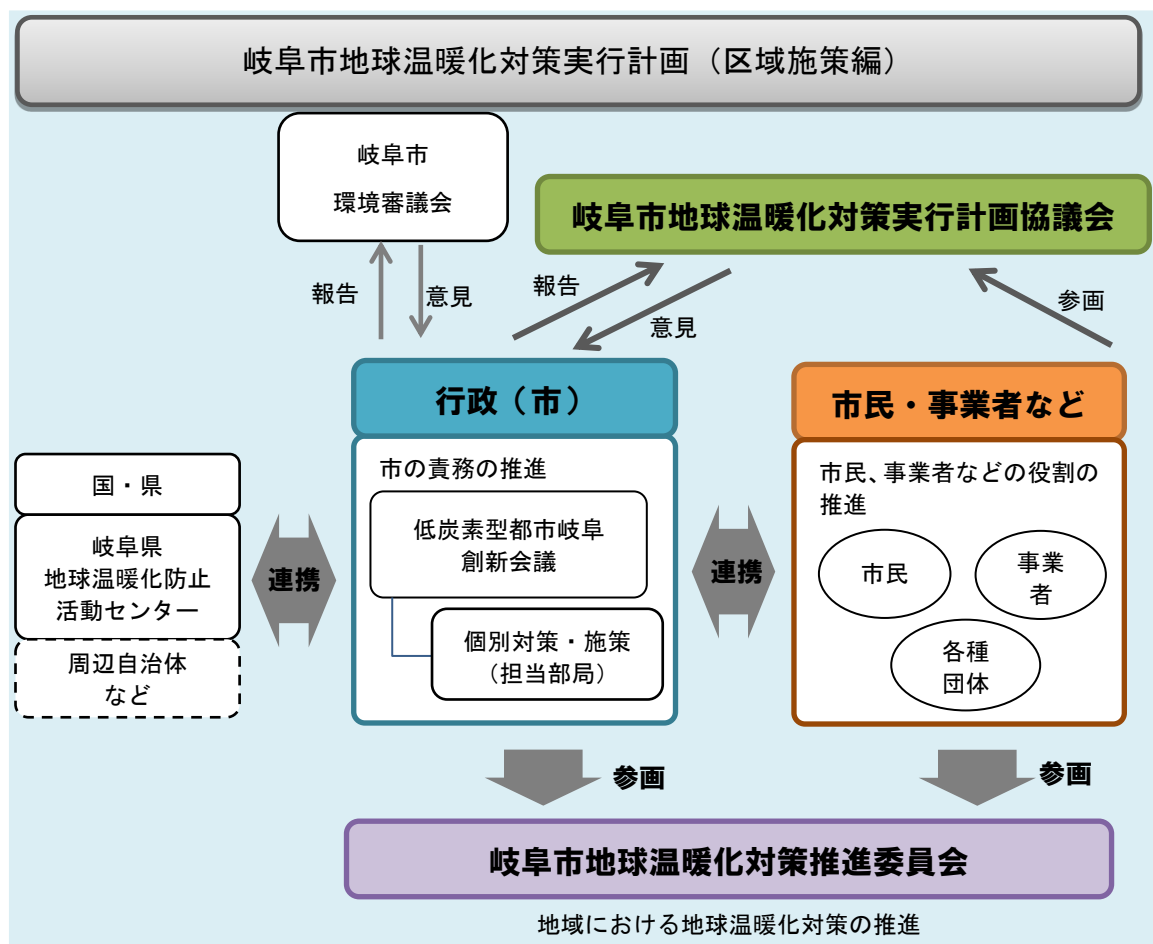 岐阜市地球温暖化対策実行計画（区域施策編）
岐阜市
環境審議会
岐阜市地球温暖化対策実行計画協議会
報告
意見
報告
意見
参画
行政（市）
市民・事業者など
市の責務の推進
低炭素型都市岐阜
創新会議
個別対策・施策
（担当部局）
国・県
岐阜県
地球温暖化防止
活動センター
周辺自治体
など
連携
連携
市民、事業者などの役割の
推進
市民
事業
者
各種
団体
参画
参画
岐阜市地球温暖化対策推進委員会
地域における地球温暖化対策の推進